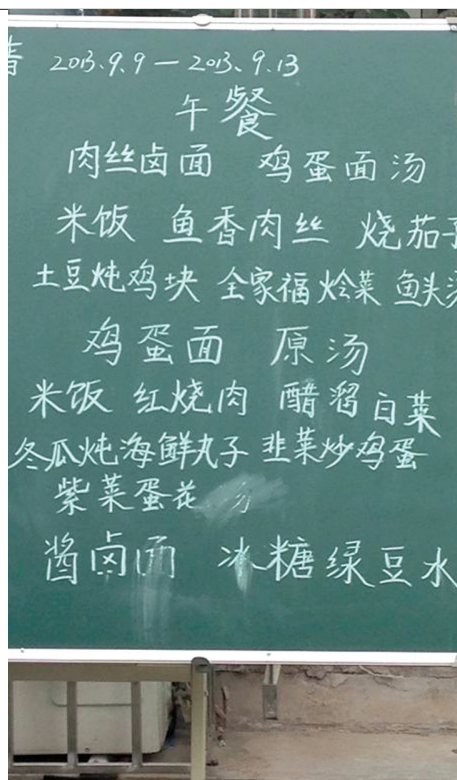 2013.9.9—2013.9.13
午餐
肉丝卤面 鸡蛋面汤
米饭 鱼香肉丝 烧茄子
土豆炖鸡块 全家福 烩菜 鱼头汤
鸡蛋面 原汤
米饭 红烧肉 醋溜白菜
冬瓜炖海鲜丸子 韭菜炒鸡蛋
紫菜蛋花
酱卤面 冰糖绿豆水